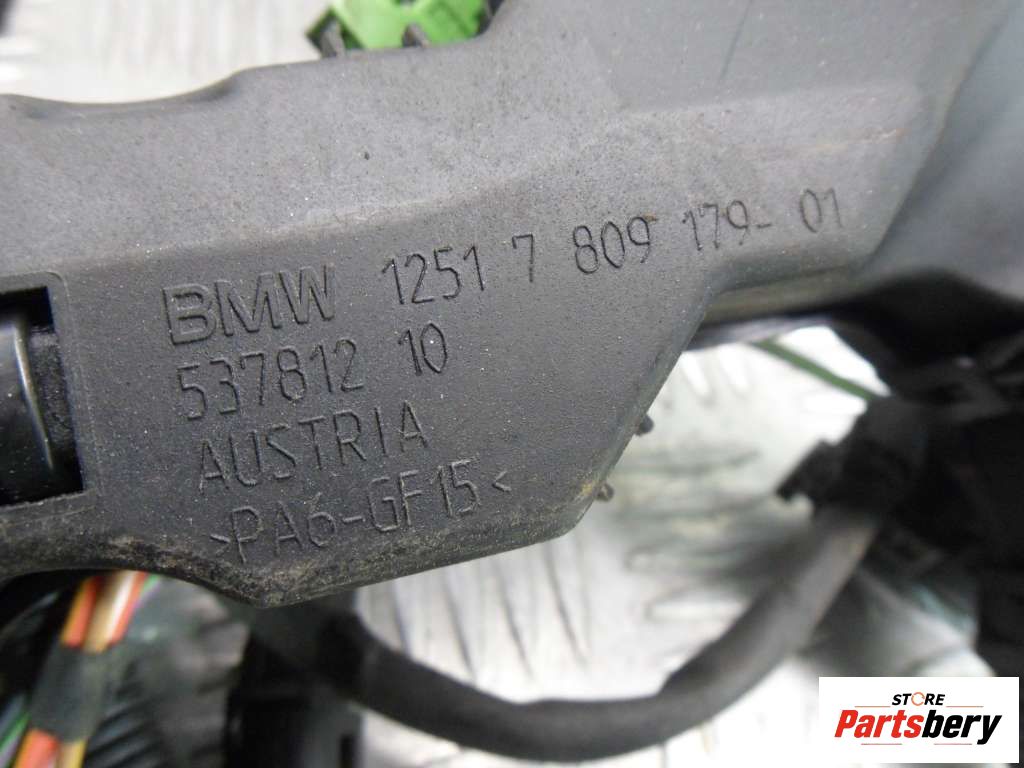 BMW 1251 7 809 179-01
537812 10
AUSTRIA
>PA6-GF15<
STORE
Partsbery